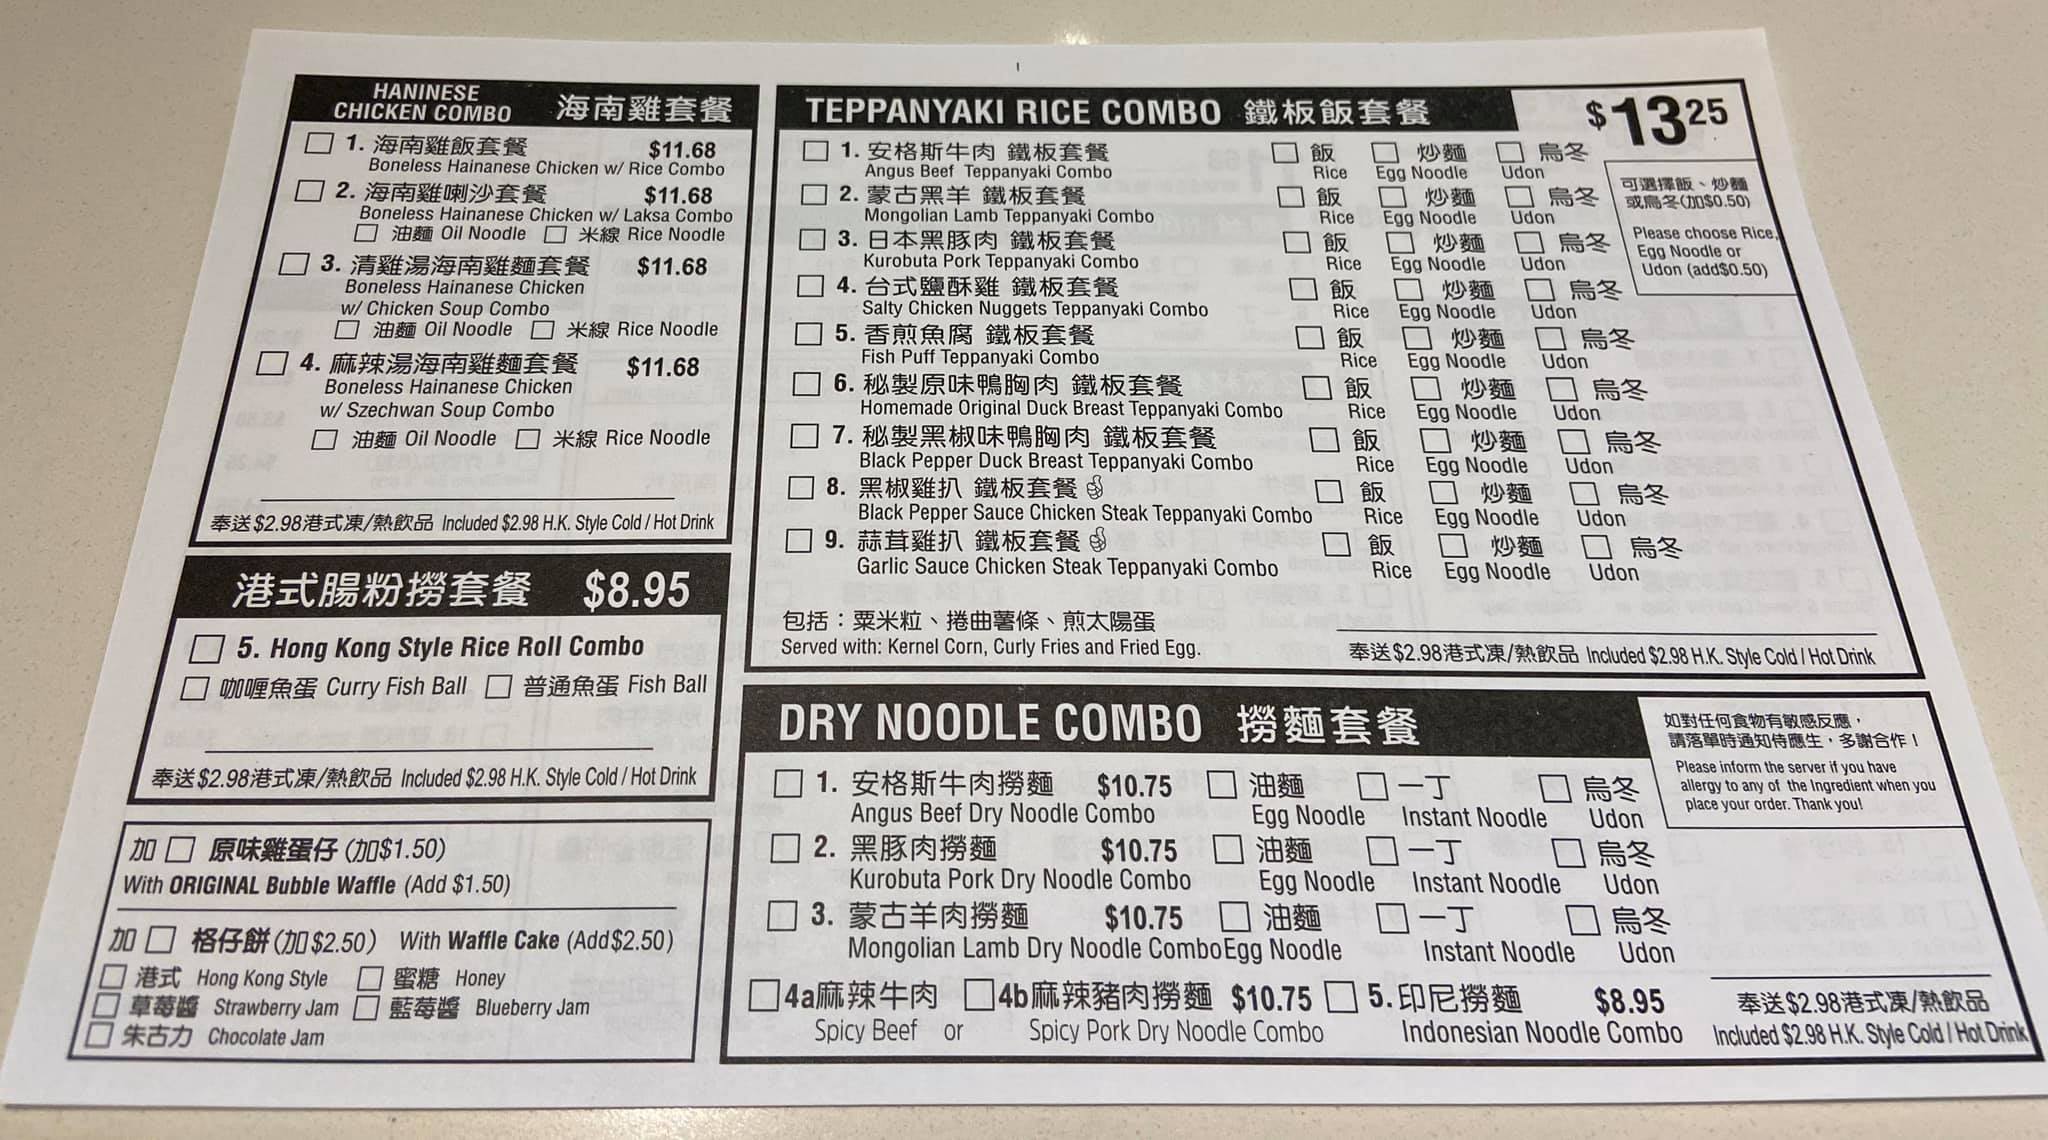 HANINESE
CHICKEN COMBO 海南雞套餐
1. 海南雞飯套餐 $11.68
Boneless Hainanese Chicken w/ Rice Combo
2. 海南雞喇沙套餐 $11.68
Boneless Hainanese Chicken w/ Laksa Combo
油麵 Oil Noodle 米線 Rice Noodle
3. 清雞湯海南雞麵套餐 $11.68
Boneless Hainanese Chicken
w/ Chicken Soup Combo
油麵 Oil Noodle 米線 Rice Noodle
4. 麻辣湯海南雞麵套餐 $11.68
Boneless Hainanese Chicken
w/ Szechwan Soup Combo
油麵 Oil Noodle 米線 Rice Noodle
奉送$2.98港式凍/熱飲品 Included $2.98 H.K. Style Cold / Hot Drink
港式腸粉撈套餐 $8.95
5. Hong Kong Style Rice Roll Combo
咖喱魚蛋 Curry Fish Ball 普通魚蛋 Fish Ball
奉送$2.98港式凍/熱飲品 Included $2.98 H.K. Style Cold / Hot Drink
加 原味雞蛋仔 (加$1.50)
With ORIGINAL Bubble Waffle (Add $1.50)
加 格仔餅 (加$2.50) With Waffle Cake (Add$2.50)
港式 Hong Kong Style 蜜糖 Honey
草莓醬 Strawberry Jam 藍莓醬 Blueberry Jam
朱古力 Chocolate Jam
TEPPANYAKI RICE COMBO 鐵板飯套餐 $13.25
1. 安格斯牛肉 鐵板套餐 飯 炒麵 烏冬
Angus Beef Teppanyaki Combo Rice Egg Noodle Udon
2. 蒙古黑羊 鐵板套餐 飯 炒麵 烏冬
Mongolian Lamb Teppanyaki Combo Rice Egg Noodle Udon
3. 日本黑豚肉 鐵板套餐 飯 炒麵 烏冬
Kurobuta Pork Teppanyaki Combo Rice Egg Noodle Udon
4. 台式鹽酥雞 鐵板套餐 飯 炒麵 烏冬
Salty Chicken Nuggets Teppanyaki Combo Rice Egg Noodle Udon
5. 香煎魚腐 鐵板套餐 飯 炒麵 烏冬
Fish Puff Teppanyaki Combo Rice Egg Noodle Udon
6. 秘製原味鴨胸肉 鐵板套餐 飯 炒麵 烏冬
Homemade Original Duck Breast Teppanyaki Combo Rice Egg Noodle Udon
7. 秘製黑椒味鴨胸肉 鐵板套餐 飯 炒麵 烏冬
Black Pepper Duck Breast Teppanyaki Combo Rice Egg Noodle Udon
8. 黑椒雞扒 鐵板套餐 飯 炒麵 烏冬
Black Pepper Sauce Chicken Steak Teppanyaki Combo Rice Egg Noodle Udon
9. 蒜茸雞扒 鐵板套餐 飯 炒麵 烏冬
Garlic Sauce Chicken Steak Teppanyaki Combo Rice Egg Noodle Udon
可選擇飯、炒麵
或烏冬(加$0.50)
Please choose Rice,
Egg Noodle or
Udon (add$0.50)
包括：粟米粒、捲曲薯條、煎太陽蛋
Served with: Kernel Corn, Curly Fries and Fried Egg.
奉送$2.98港式凍/熱飲品 Included $2.98 H.K. Style Cold / Hot Drink
DRY NOODLE COMBO 撈麵套餐
如對任何食物有敏感反應，
請落單時通知侍應生，多謝合作！
Please inform the server if you have
allergy to any of the Ingredient when you
place your order. Thank you!
1. 安格斯牛肉撈麵 $10.75 油麵 一丁 烏冬
Angus Beef Dry Noodle Combo Egg Noodle Instant Noodle Udon
2. 黑豚肉撈麵 $10.75 油麵 一丁 烏冬
Kurobuta Pork Dry Noodle Combo Egg Noodle Instant Noodle Udon
3. 蒙古羊肉撈麵 $10.75 油麵 一丁 烏冬
Mongolian Lamb Dry Noodle Combo Egg Noodle Instant Noodle Udon
4a麻辣牛肉 4b麻辣豬肉撈麵 $10.75 5. 印尼撈麵 $8.95
Spicy Beef or Spicy Pork Dry Noodle Combo Indonesian Noodle Combo
奉送$2.98港式凍/熱飲品
Included $2.98 H.K. Style Cold / Hot Drink